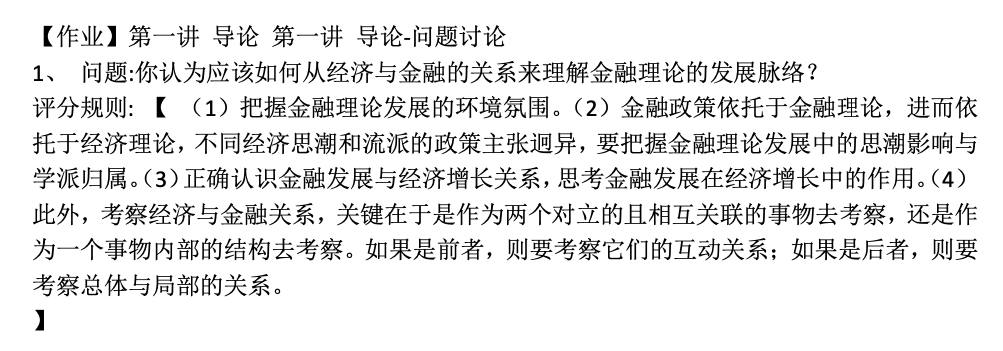 【作业】第一讲 导论 第一讲 导论-问题讨论
1、 问题:你认为应该如何从经济与金融的关系来理解金融理论的发展脉络？
评分规则: 【 （1）把握金融理论发展的环境氛围。（2）金融政策依托于金融理论，进而依
托于经济理论，不同经济思潮和流派的政策主张迥异，要把握金融理论发展中的思潮影响与
学派归属。（3）正确认识金融发展与经济增长关系，思考金融发展在经济增长中的作用。（4）
此外，考察经济与金融关系，关键在于是作为两个对立的且相互关联的事物去考察，还是作
为一个事物内部的结构去考察。如果是前者，则要考察它们的互动关系；如果是后者，则要
考察总体与局部的关系。
】